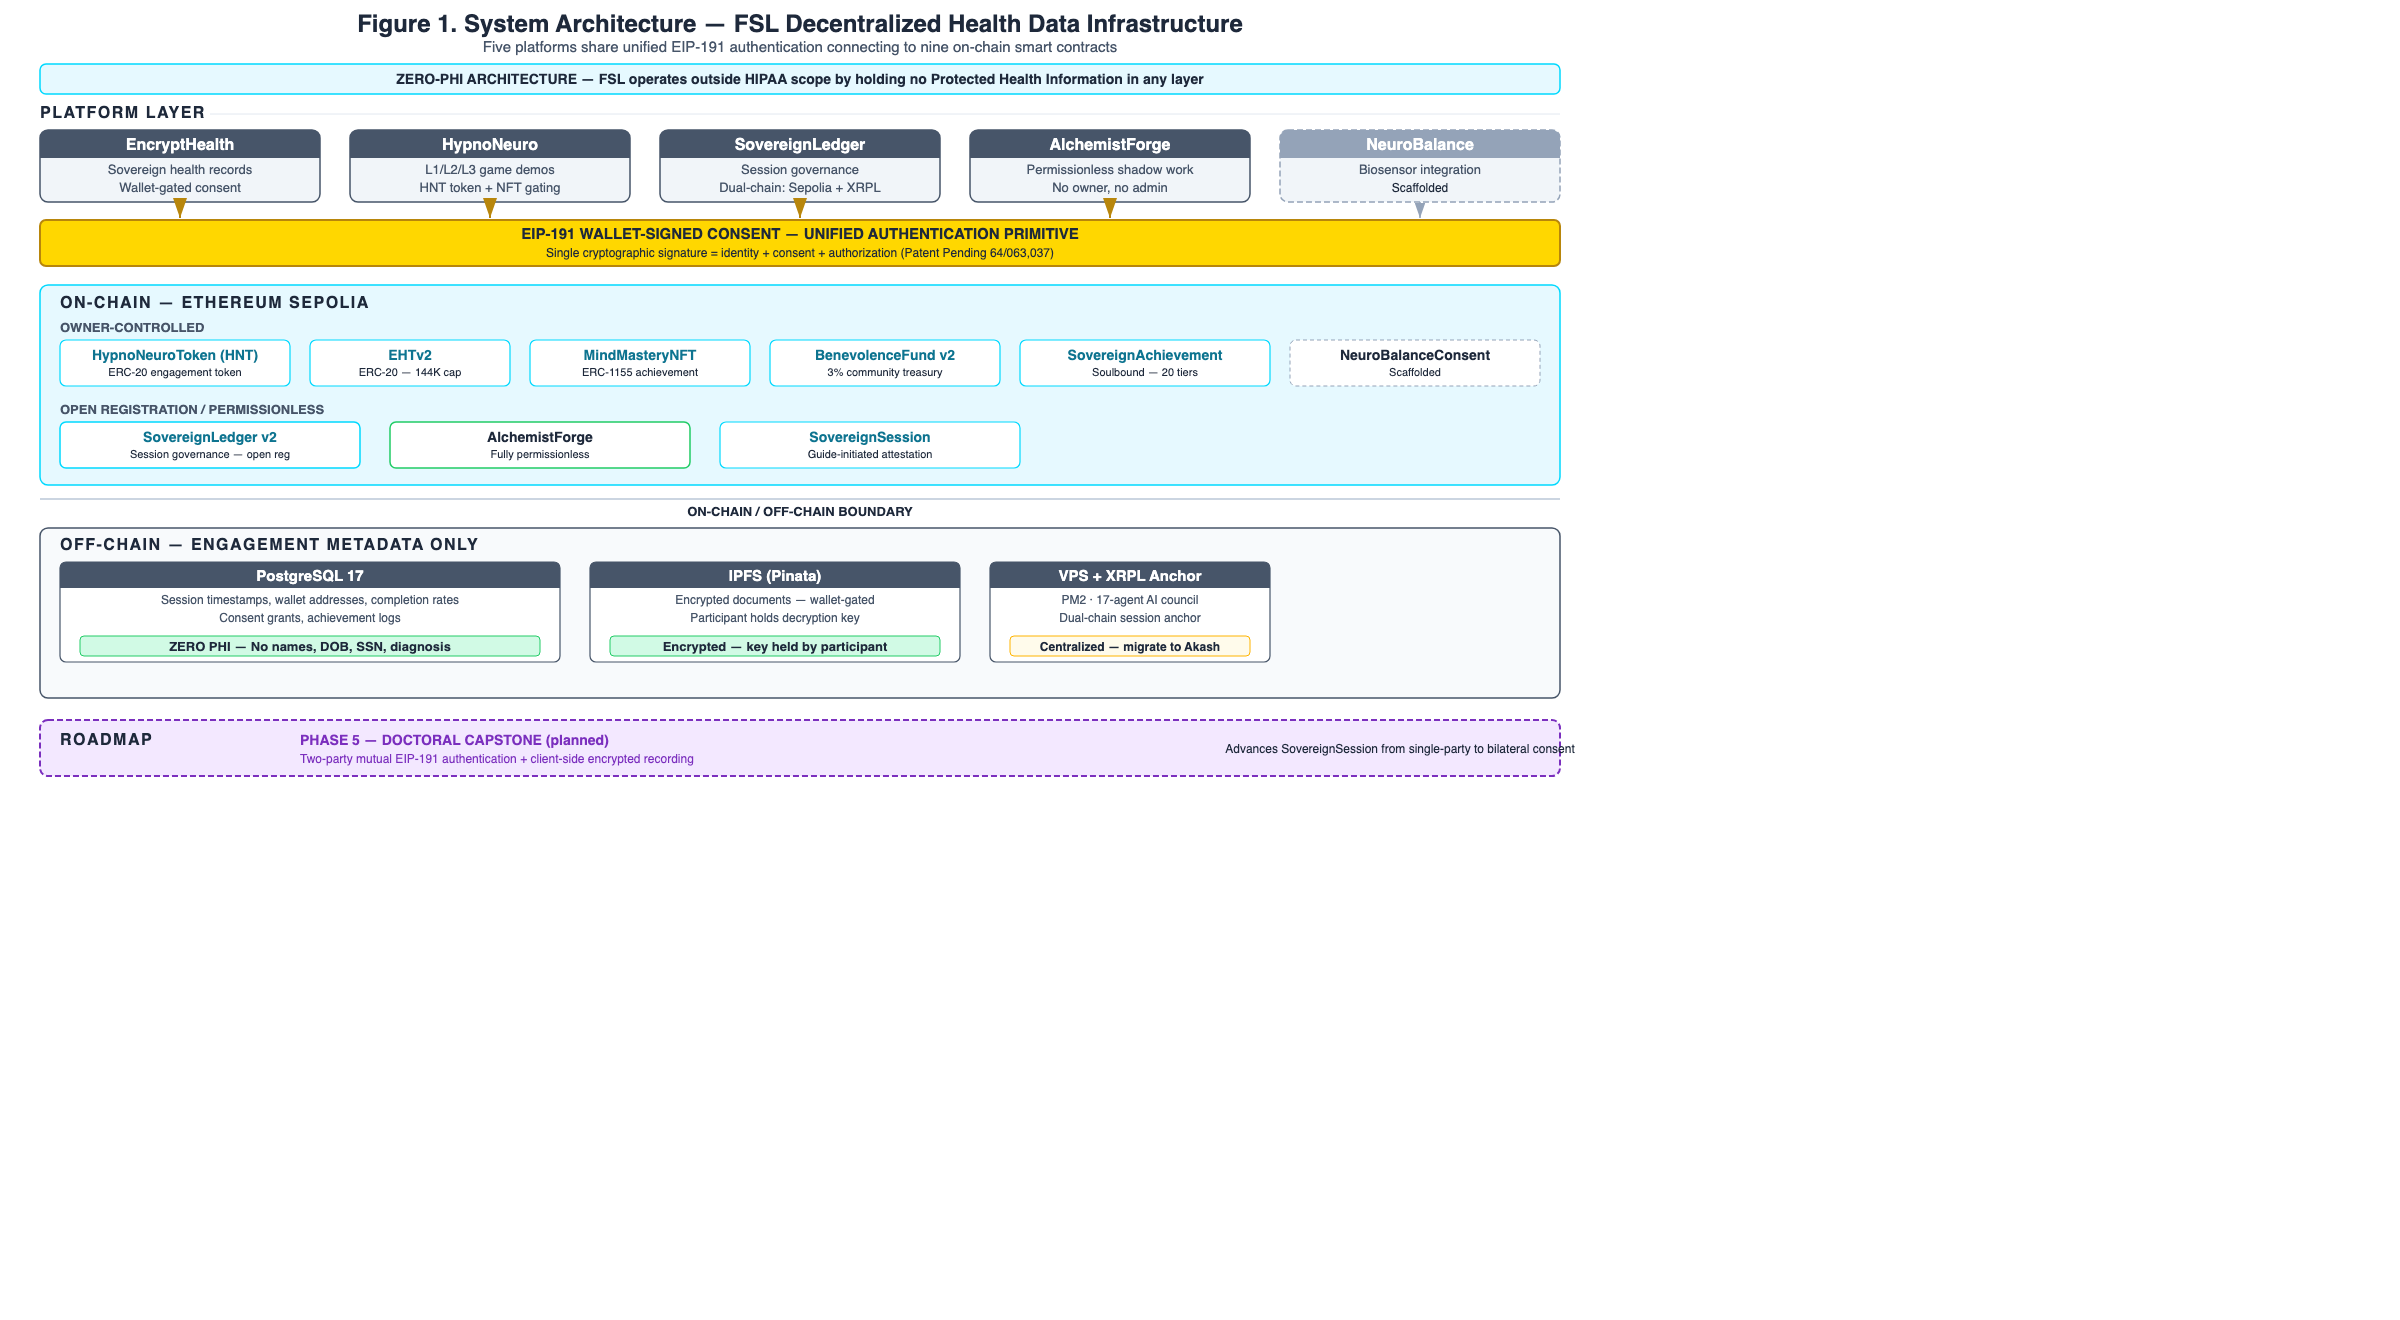 Figure 1. System Architecture — FSL Decentralized Health Data Infrastructure
Five platforms share unified EIP-191 authentication connecting to nine on-chain smart contracts
ZERO-PHI ARCHITECTURE — FSL operates outside HIPAA scope by holding no Protected Health Information in any layer
PLATFORM LAYER
EncryptHealth
Sovereign health records
Wallet-gated consent
HypnoNeuro
L1/L2/L3 game demos
HNT token + NFT gating
SovereignLedger
Session governance
Dual-chain: Sepolia + XRPL
AlchemistForge
Permissionless shadow work
No owner, no admin
NeuroBalance
Biosensor integration
Scaffolded
EIP-191 WALLET-SIGNED CONSENT — UNIFIED AUTHENTICATION PRIMITIVE
Single cryptographic signature = identity + consent + authorization (Patent Pending 64/063,037)
ON-CHAIN — ETHEREUM SEPOLIA
OWNER-CONTROLLED
HypnoNeuroToken (HNT)
ERC-20 engagement token
EHTv2
ERC-20 — 144K cap
MindMasteryNFT
ERC-1155 achievement
BenevolenceFund v2
3% community treasury
SovereignAchievement
Soulbound — 20 tiers
NeuroBalanceConsent
Scaffolded
OPEN REGISTRATION / PERMISSIONLESS
SovereignLedger v2
Session governance — open reg
AlchemistForge
Fully permissionless
SovereignSession
Guide-initiated attestation
ON-CHAIN / OFF-CHAIN BOUNDARY
OFF-CHAIN — ENGAGEMENT METADATA ONLY
PostgreSQL 17
Session timestamps, wallet addresses, completion rates
Consent grants, achievement logs
ZERO PHI — No names, DOB, SSN, diagnosis
IPFS (Pinata)
Encrypted documents — wallet-gated
Participant holds decryption key
Encrypted — key held by participant
VPS + XRPL Anchor
PM2 · 17-agent AI council
Dual-chain session anchor
Centralized — migrate to Akash
ROADMAP
PHASE 5 — DOCTORAL CAPSTONE (planned)
Two-party mutual EIP-191 authentication + client-side encrypted recording
Advances SovereignSession from single-party to bilateral consent